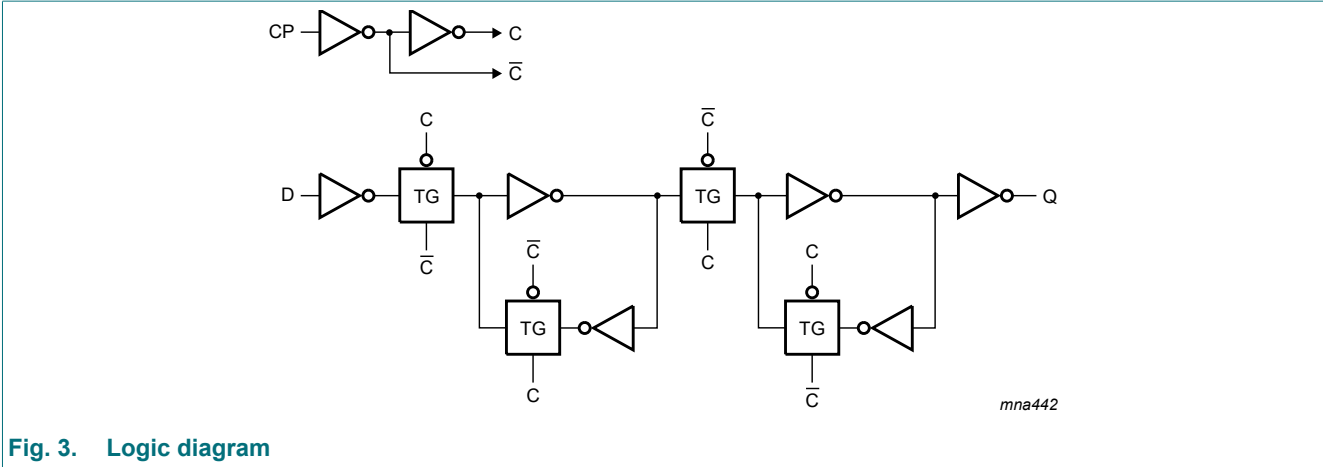 CP
C
C̅
C
C̅
D
TG
TG
Q
C̅
C̅
C
C
TG
TG
C
C̅
mna442
Fig. 3. Logic diagram